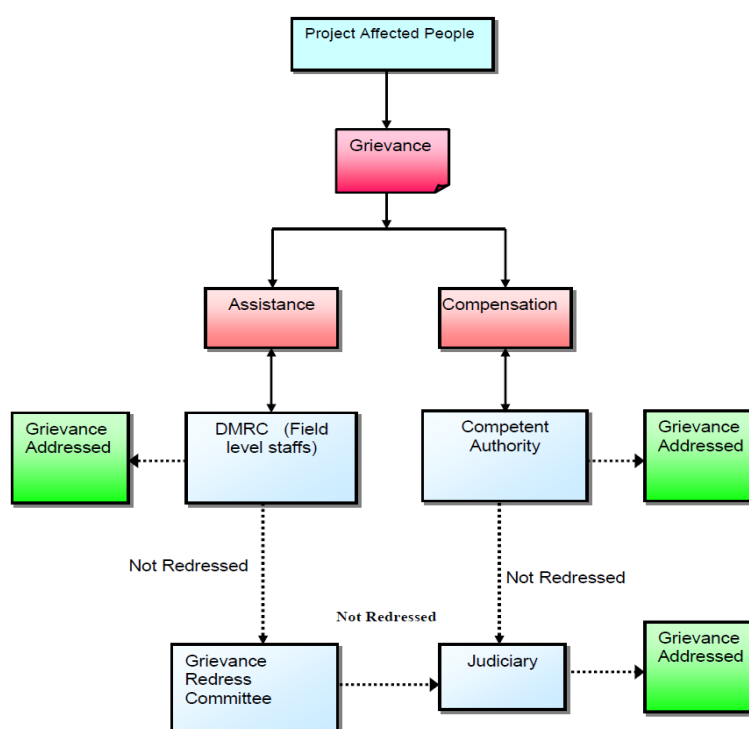 Project Affected People
Grievance
Assistance
Compensation
Grievance
Addressed
DMRC (Field
level staffs)
Competent
Authority
Grievance
Addressed
Not Redressed
Not Redressed
Not Redressed
Grievance
Redress
Committee
Judiciary
Grievance
Addressed